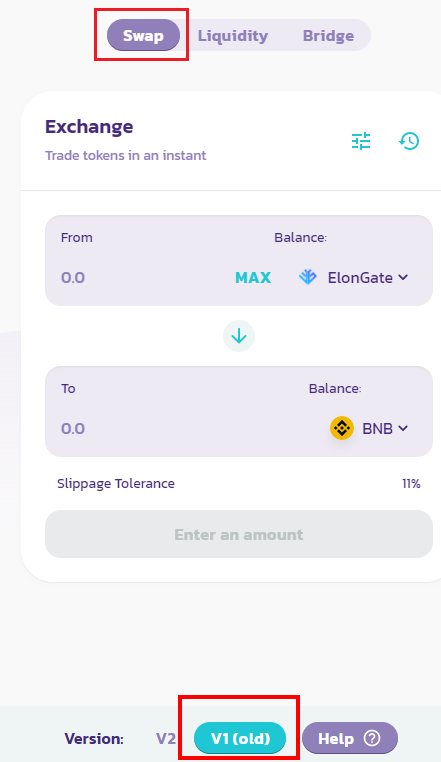 Swap Liquidity Bridge
Exchange
Trade tokens in an instant
From Balance:
0.0 MAX ElonGate
To Balance:
0.0 BNB
Slippage Tolerance 11%
Enter an amount
Version: V2 V1 (old) Help ?